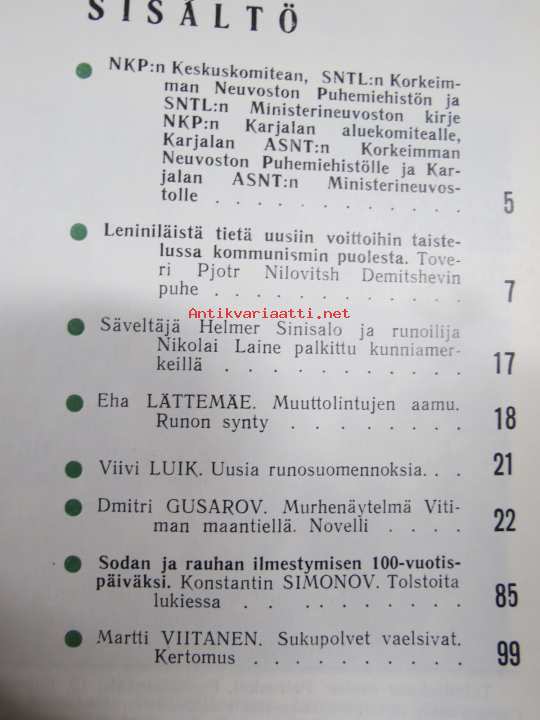 SISÄLTÖ
NKP:n Keskuskomitean, SNTL:n Korkeim-
man Neuvoston Puhemiehistön ja
SNTL:n Ministerineuvoston kirje
NKP:n Karjalan aluekomitealle,
Karjalan ASNT:n Korkeimman
Neuvoston Puhemiehistölle ja Kar-
jalan ASNT:n Ministerineuvos-
tolle . . . . . . . . . . . . 5
Leniniläistä tietä uusiin voittoihin taiste-
lussa kommunismin puolesta. Tove-
ri Pjotr Nilovitsh Demitshevin
puhe . . . . . . . . . . . . 7
Antikvariaatti.net
Säveltäjä Helmer Sinisalo ja runoilija
Nikolai Laine palkittu kunniamer-
keillä . . . . . . . . . . . 17
Eha LÄTTEMÄE. Muuttolintujen aamu.
Runon synty . . . . . . . . 18
Viivi LUIK. Uusia runosuomennoksia. . . 21
Dmitri GUSAROV. Murhenäytelmä Viti-
man maantiellä. Novelli . . . . 22
Sodan ja rauhan ilmestymisen 100-vuotis-
päiväksi. Konstantin SIMONOV. Tolstoita
lukiessa . . . . . . . . . . 85
Martti VIITANEN. Sukupolvet vaelsivat.
Kertomus . . . . . . . . . . 99